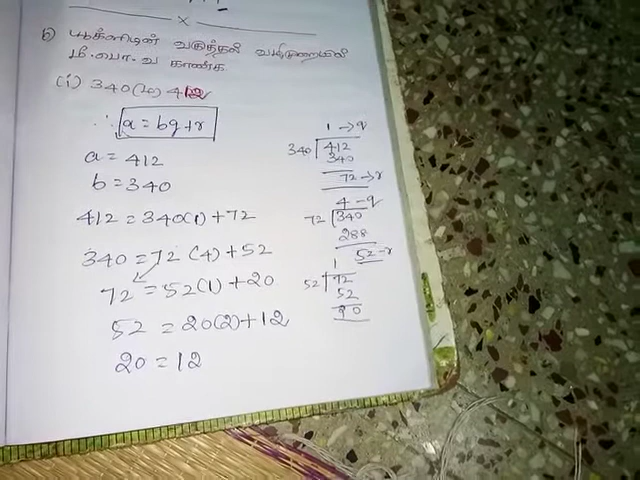 x
6) யூக்ளிடின் வகுத்தல் வழிமுறையில்
மீ.பொ.வ காண்க
(i) 340 412
∴ a = bq+r
a = 412
b = 340
412 = 340(1) + 72
340 = 72 (4) + 52
72 = 52(1) + 20
52 = 20(2) + 12
20 = 12
1 → q
340 412
340
72 → r
4 - q
72 340
288
52 - r
1
52 72
52
20